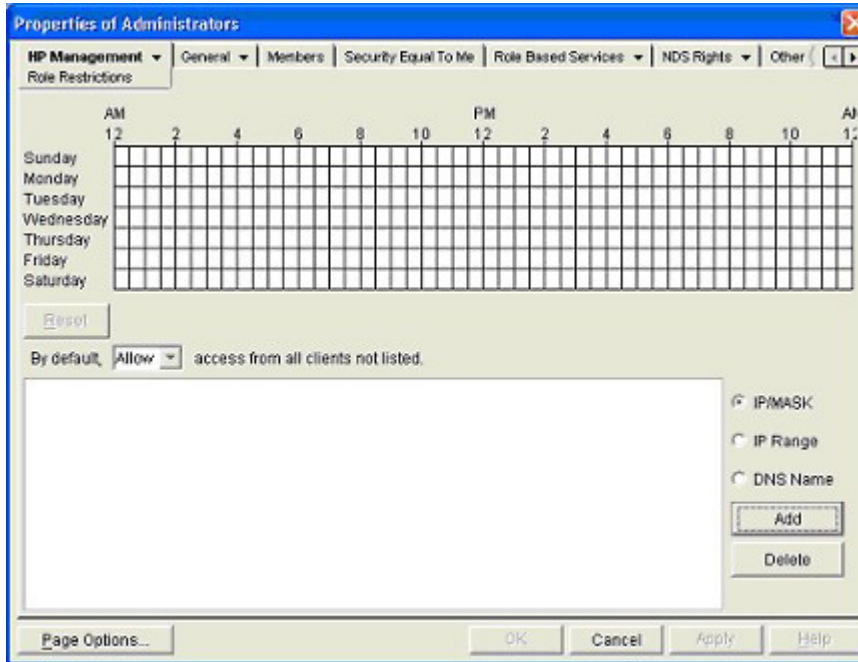 Properties of Administrators
HP Management General Members Security Equal To Me Role Based Services NDS Rights Other
Role Restrictions
AM PM
12 2 4 6 8 10 12 2 4 6 8 10
Sunday
Monday
Tuesday
Wednesday
Thursday
Friday
Saturday
Reset
By default, Allow access from all clients not listed.
IP/MASK
IP Range
DNS Name
Add
Delete
Page Options... OK Cancel Apply Help